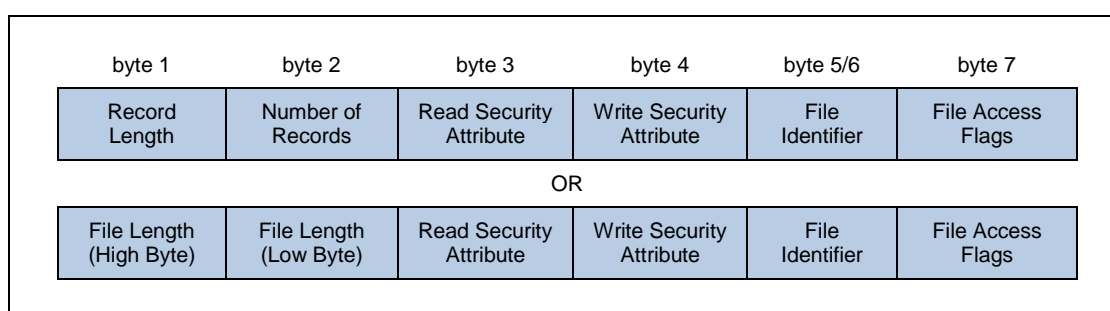 byte 1 byte 2 byte 3 byte 4 byte 5/6 byte 7
Record Number of Read Security Write Security File File Access
Length Records Attribute Attribute Identifier Flags
OR
File Length File Length Read Security Write Security File File Access
(High Byte) (Low Byte) Attribute Attribute Identifier Flags